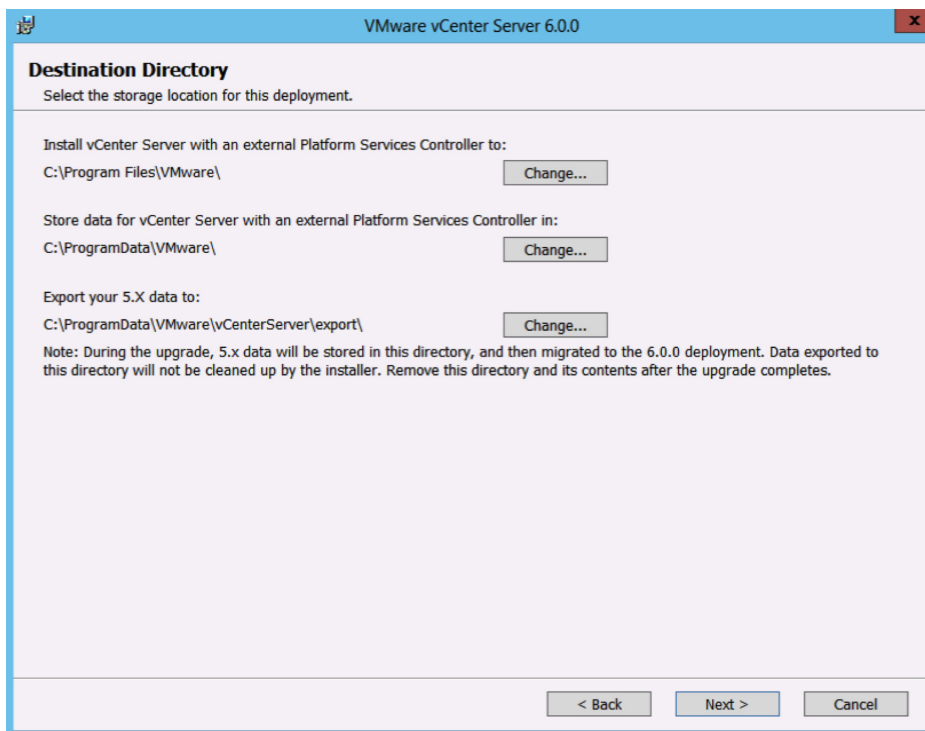 VMware vCenter Server 6.0.0
x
Destination Directory
Select the storage location for this deployment.
Install vCenter Server with an external Platform Services Controller to:
C:\Program Files\VMware\
Change...
Store data for vCenter Server with an external Platform Services Controller in:
C:\ProgramData\VMware\
Change...
Export your 5.X data to:
C:\ProgramData\VMware\vCenterServer\export\
Change...
Note: During the upgrade, 5.x data will be stored in this directory, and then migrated to the 6.0.0 deployment. Data exported to
this directory will not be cleaned up by the installer. Remove this directory and its contents after the upgrade completes.
< Back
Next >
Cancel